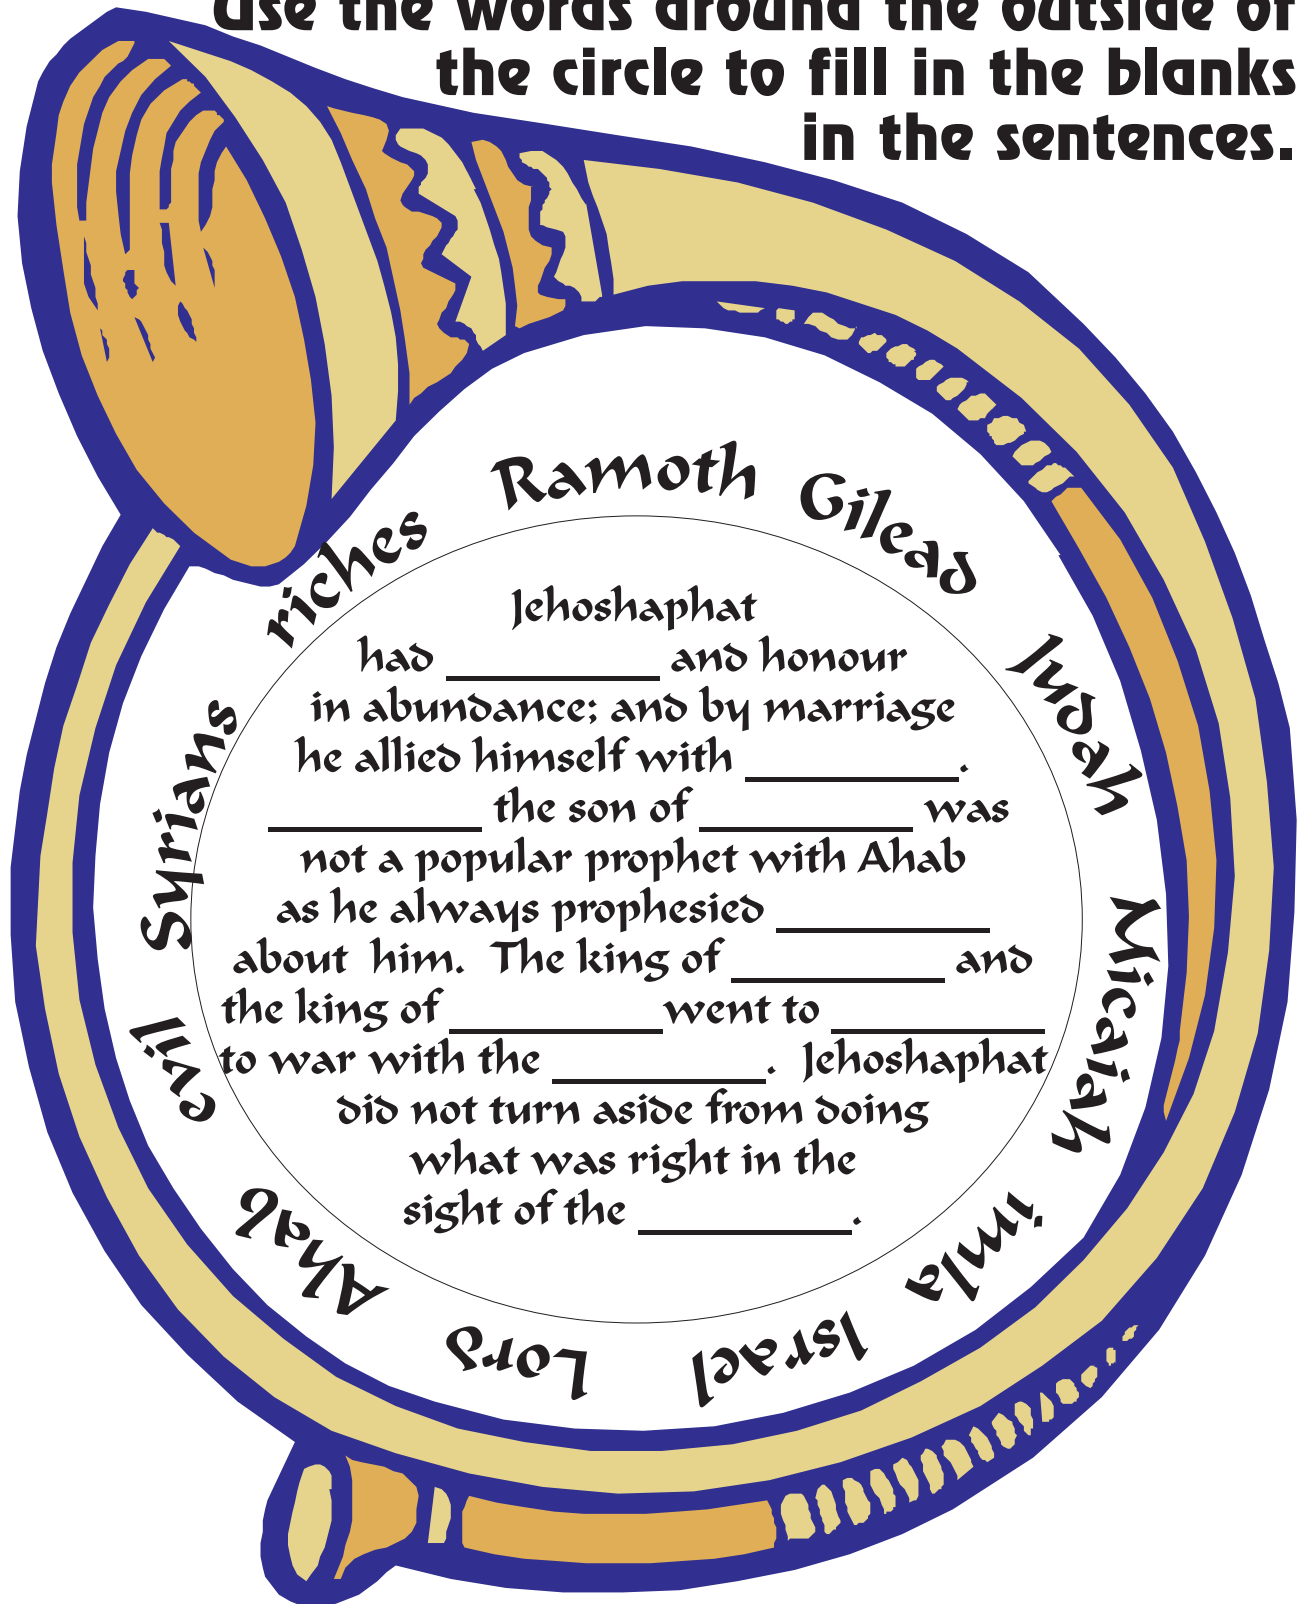 Use the words around the outside of
the circle to fill in the blanks
in the sentences.
riches
Ramoth Gilead
Judah
Micaiah
imla
Israel
Lord
Ahab
evil
Syrians
Jehoshaphat
had __________ and honour
in abundance; and by marriage
he allied himself with __________.
__________ the son of __________ was
not a popular prophet with Ahab
as he always prophesied __________
about him. The king of __________ and
the king of __________ went to __________
to war with the __________. Jehoshaphat
did not turn aside from doing
what was right in the
sight of the __________.